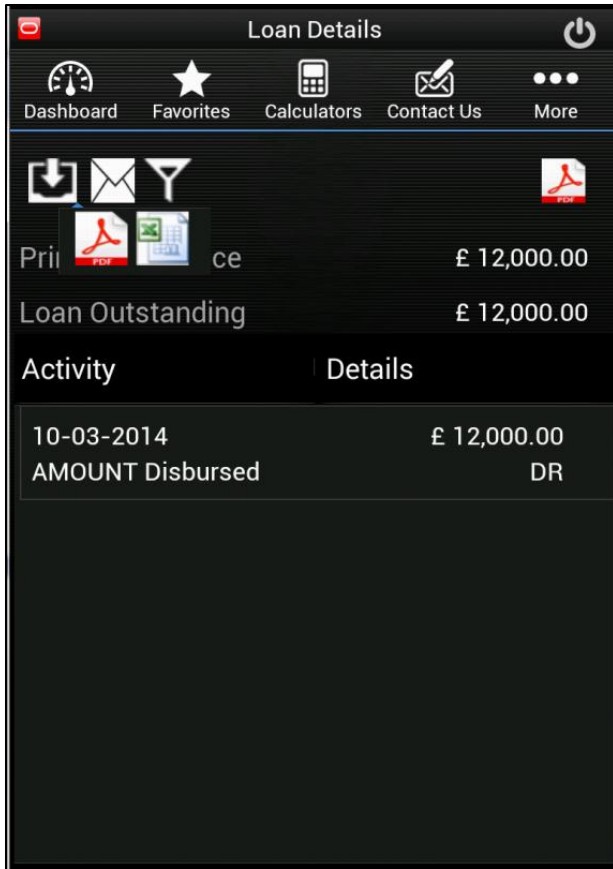 Loan Details
Dashboard Favorites Calculators Contact Us More
PDF
PDF
Pri ce £ 12,000.00
Loan Outstanding £ 12,000.00
Activity Details
10-03-2014 £ 12,000.00
AMOUNT Disbursed DR